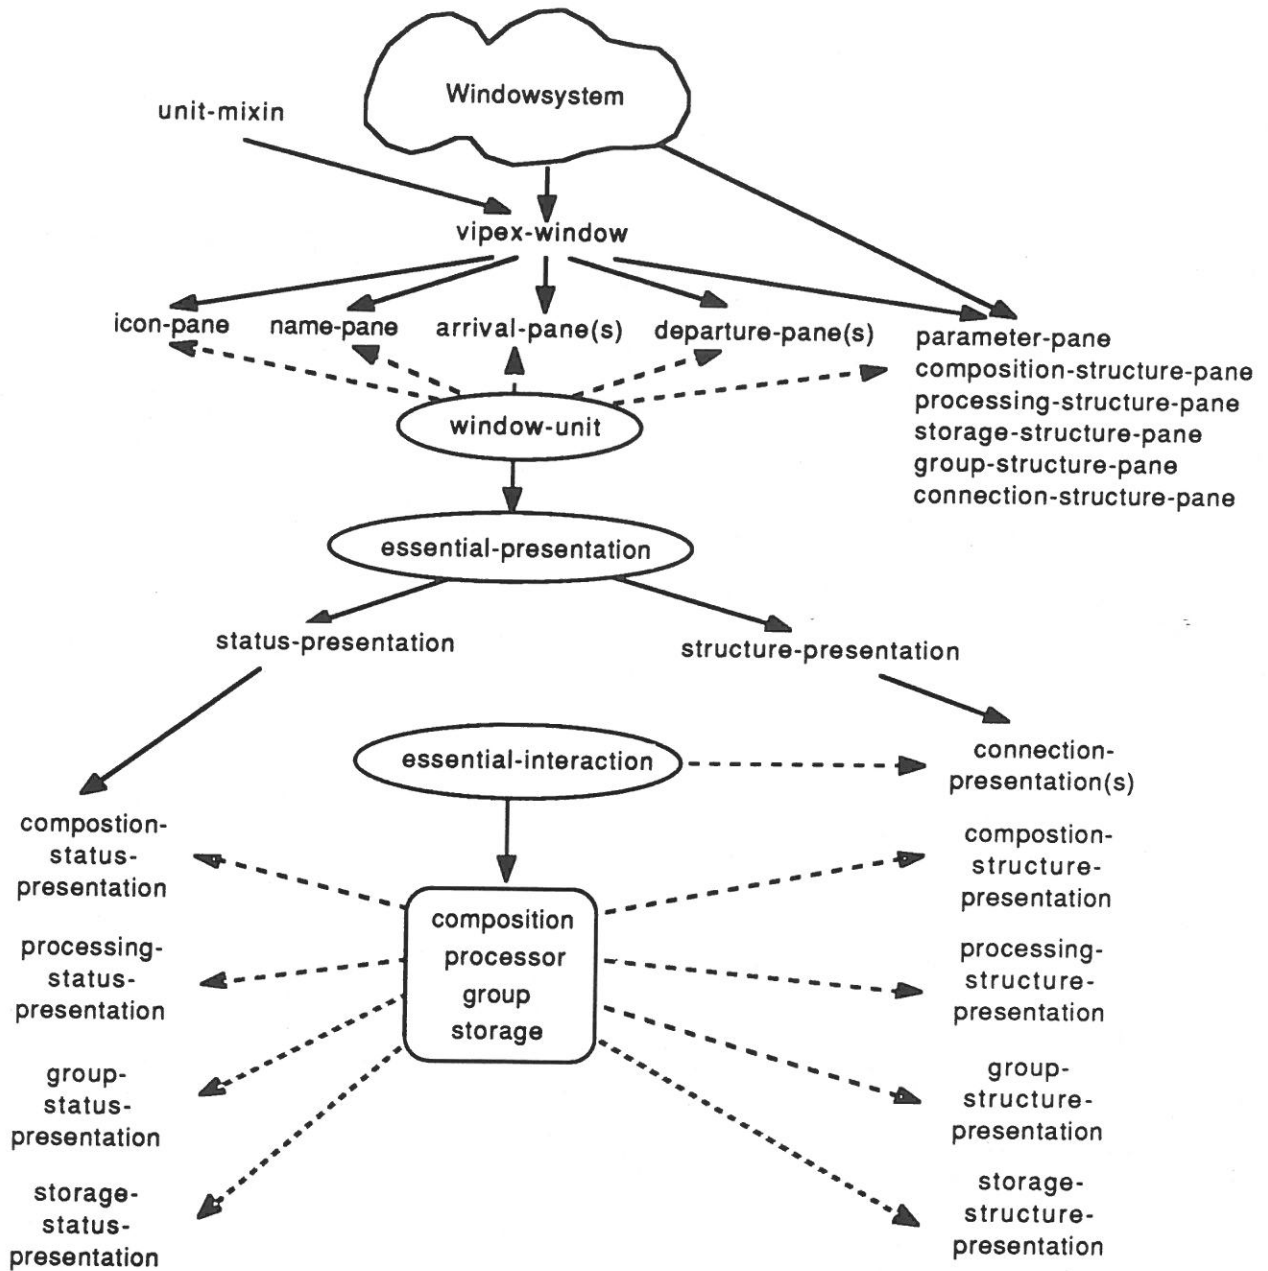 Windowsystem
unit-mixin
vipex-window
icon-pane
name-pane
arrival-pane(s)
departure-pane(s)
parameter-pane
composition-structure-pane
processing-structure-pane
storage-structure-pane
group-structure-pane
connection-structure-pane
window-unit
essential-presentation
status-presentation
structure-presentation
essential-interaction
connection-
presentation(s)
compostion-
status-
presentation
compostion-
structure-
presentation
composition
processor
group
storage
processing-
status-
presentation
processing-
structure-
presentation
group-
status-
presentation
group-
structure-
presentation
storage-
status-
presentation
storage-
structure-
presentation